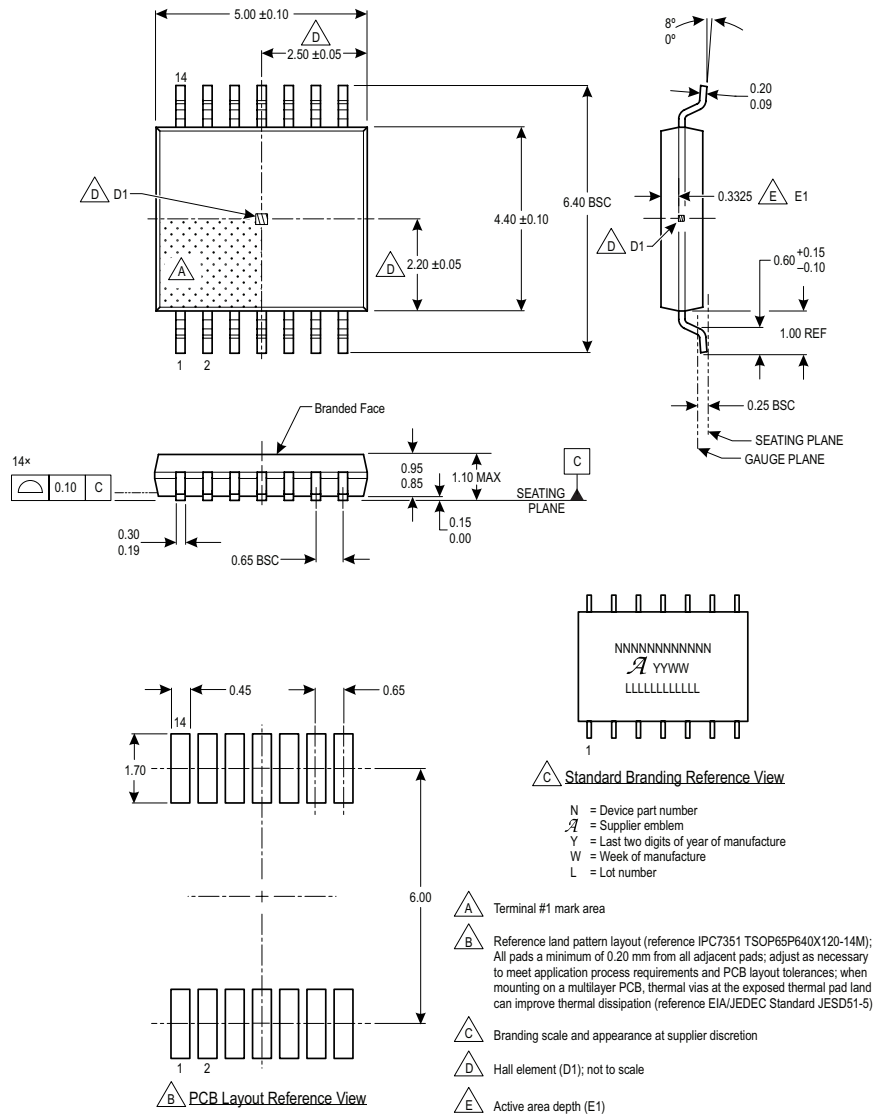 5.00 ±0.10
D
2.50 ±0.05
14
D D1
A
D 2.20 ±0.05
4.40 ±0.10
6.40 BSC
1 2
8º
0º
0.20
0.09
0.3325 E E1
D D1
0.60 +0.15
–0.10
1.00 REF
0.25 BSC
SEATING PLANE
GAUGE PLANE
Branded Face
14×
0.10 C
0.95
0.85
1.10 MAX
C
SEATING
PLANE
0.15
0.00
0.30
0.19
0.65 BSC
NNNNNNNNNNNNN
A YYWW
LLLLLLLLLLLL
1
C Standard Branding Reference View
N = Device part number
A = Supplier emblem
Y = Last two digits of year of manufacture
W = Week of manufacture
L = Lot number
0.45
0.65
14
1.70
6.00
1 2
B PCB Layout Reference View
A Terminal #1 mark area
B Reference land pattern layout (reference IPC7351 TSOP65P640X120-14M);
All pads a minimum of 0.20 mm from all adjacent pads; adjust as necessary
to meet application process requirements and PCB layout tolerances; when
mounting on a multilayer PCB, thermal vias at the exposed thermal pad land
can improve thermal dissipation (reference EIA/JEDEC Standard JESD51-5)
C Branding scale and appearance at supplier discretion
D Hall element (D1); not to scale
E Active area depth (E1)